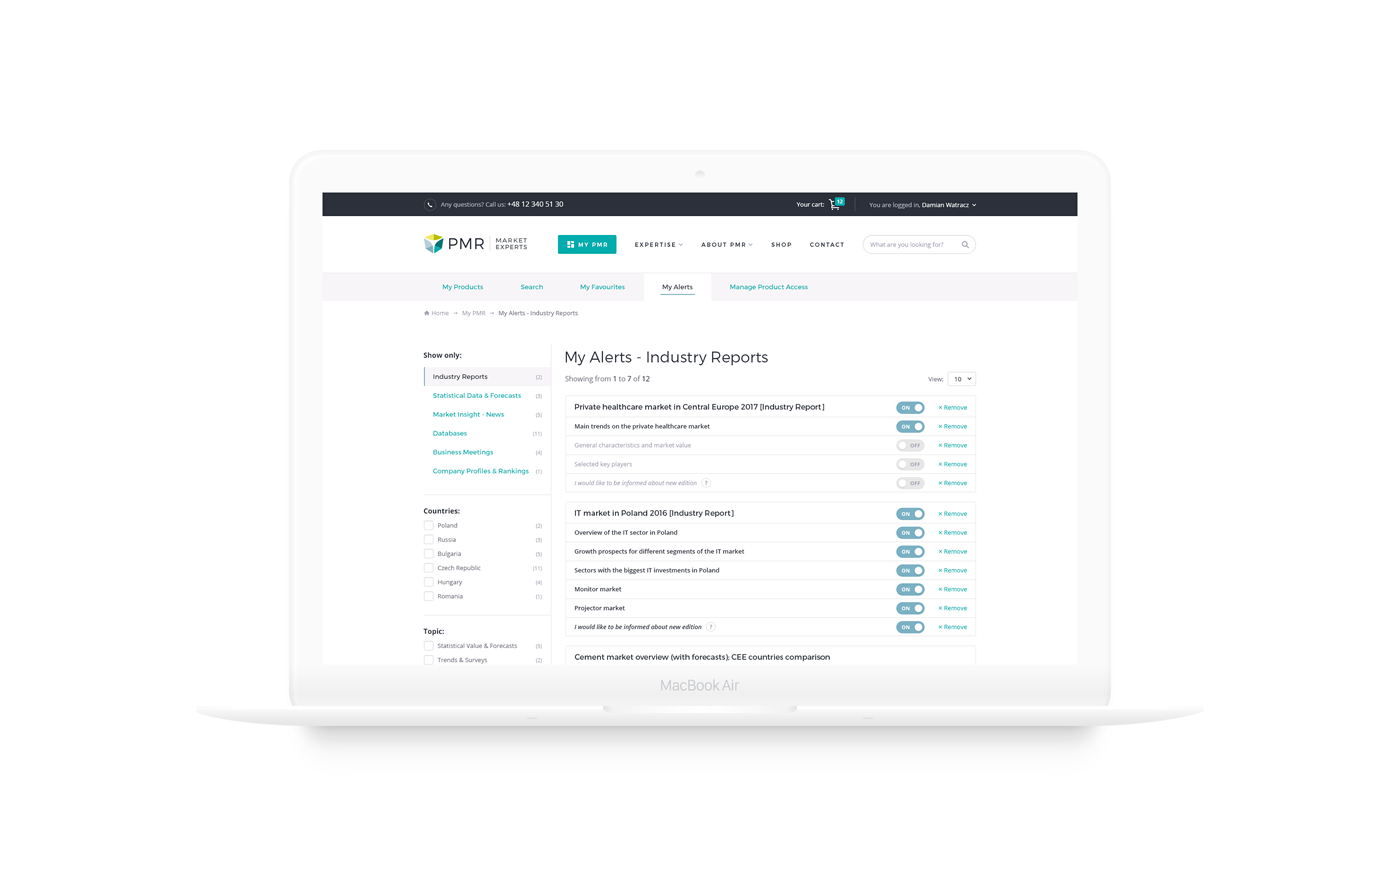 Any questions? Call us: +48 12 340 51 30
Your cart: 12
You are logged in, Damian Watracz
PMR MARKET EXPERTS
MY PMR
EXPERTISE
ABOUT PMR
SHOP
CONTACT
What are you looking for?
My Products
Search
My Favourites
My Alerts
Manage Product Access
Home → My PMR → My Alerts - Industry Reports
Show only:
Industry Reports (2)
Statistical Data & Forecasts (3)
Market Insight - News (5)
Databases (11)
Business Meetings (4)
Company Profiles & Rankings (1)
Countries:
Poland (2)
Russia (3)
Bulgaria (5)
Czech Republic (11)
Hungary (4)
Romania (1)
Topic:
Statistical Value & Forecasts (5)
Trends & Surveys (2)
My Alerts - Industry Reports
Showing from 1 to 7 of 12
View: 10
Private healthcare market in Central Europe 2017 [Industry Report] ON × Remove
Main trends on the private healthcare market ON × Remove
General characteristics and market value OFF × Remove
Selected key players OFF × Remove
I would like to be informed about new edition ? OFF × Remove
IT market in Poland 2016 [Industry Report] ON × Remove
Overview of the IT sector in Poland ON × Remove
Growth prospects for different segments of the IT market ON × Remove
Sectors with the biggest IT investments in Poland ON × Remove
Monitor market ON × Remove
Projector market ON × Remove
I would like to be informed about new edition ? ON × Remove
Cement market overview (with forecasts); CEE countries comparison
MacBook Air